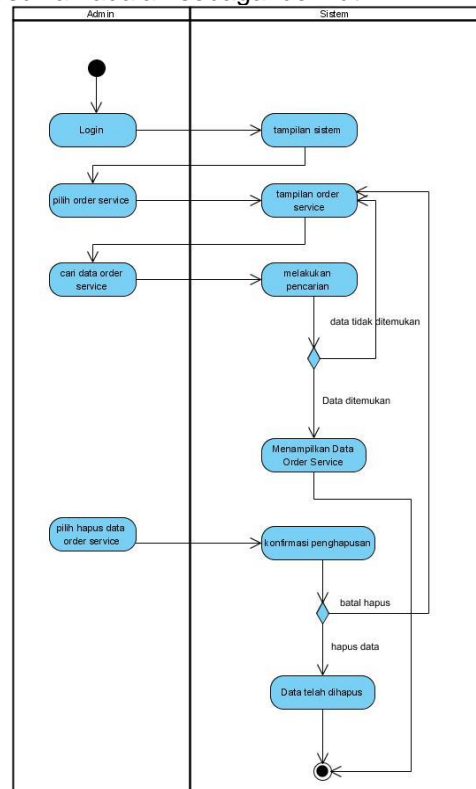 Admin
Sistem
Login
tampilan sistem
pilih order service
tampilan order
service
cari data order
service
melakukan
pencarian
data tidak ditemukan
Data ditemukan
Menampilkan Data
Order Service
pilih hapus data
order service
konfirmasi penghapusan
batal hapus
hapus data
Data telah dihapus